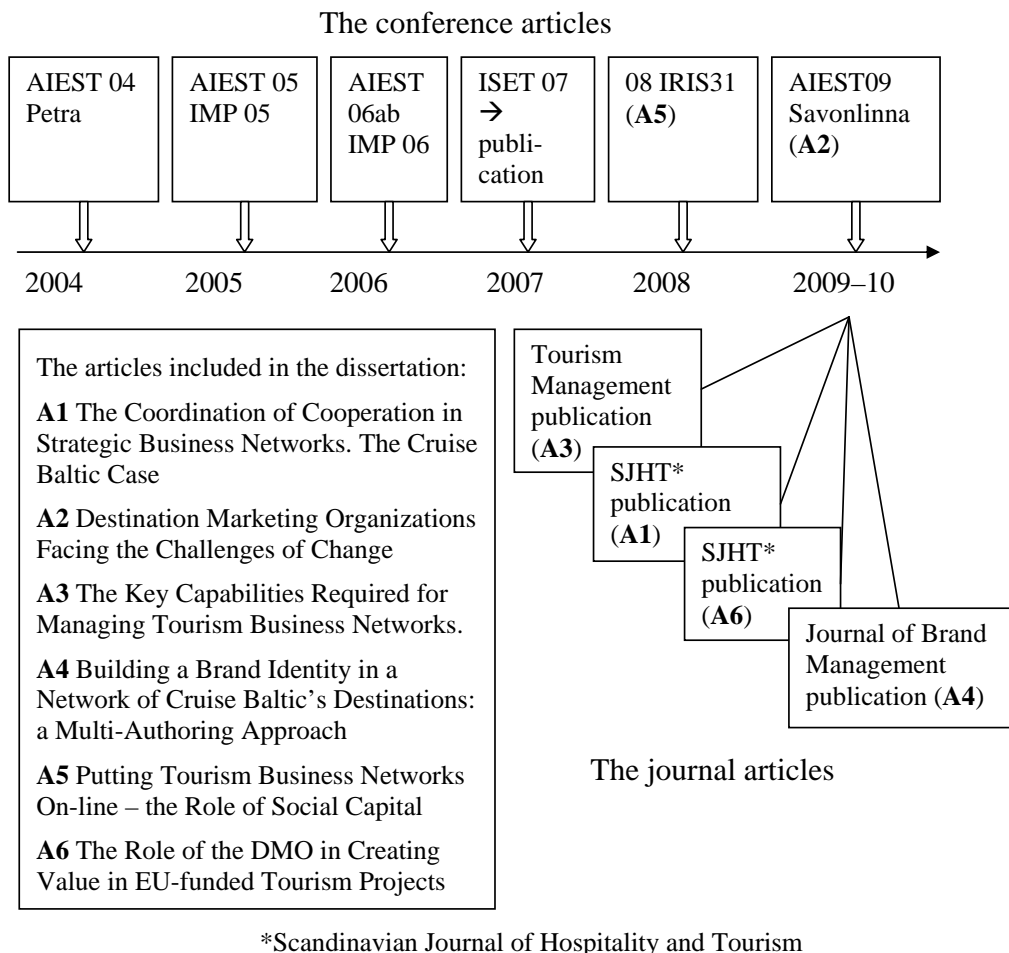 The conference articles
AIEST 04
Petra
AIEST 05
IMP 05
AIEST
06ab
IMP 06
ISET 07
→
publi-
cation
08 IRIS31
(A5)
AIEST09
Savonlinna
(A2)
2004
2005
2006
2007
2008
2009–10
The articles included in the dissertation:
A1 The Coordination of Cooperation in
Strategic Business Networks. The Cruise
Baltic Case
A2 Destination Marketing Organizations
Facing the Challenges of Change
A3 The Key Capabilities Required for
Managing Tourism Business Networks.
A4 Building a Brand Identity in a
Network of Cruise Baltic’s Destinations:
a Multi-Authoring Approach
A5 Putting Tourism Business Networks
On-line – the Role of Social Capital
A6 The Role of the DMO in Creating
Value in EU-funded Tourism Projects
Tourism
Management
publication
(A3)
SJHT*
publication
(A1)
SJHT*
publication
(A6)
Journal of Brand
Management
publication (A4)
The journal articles
*Scandinavian Journal of Hospitality and Tourism